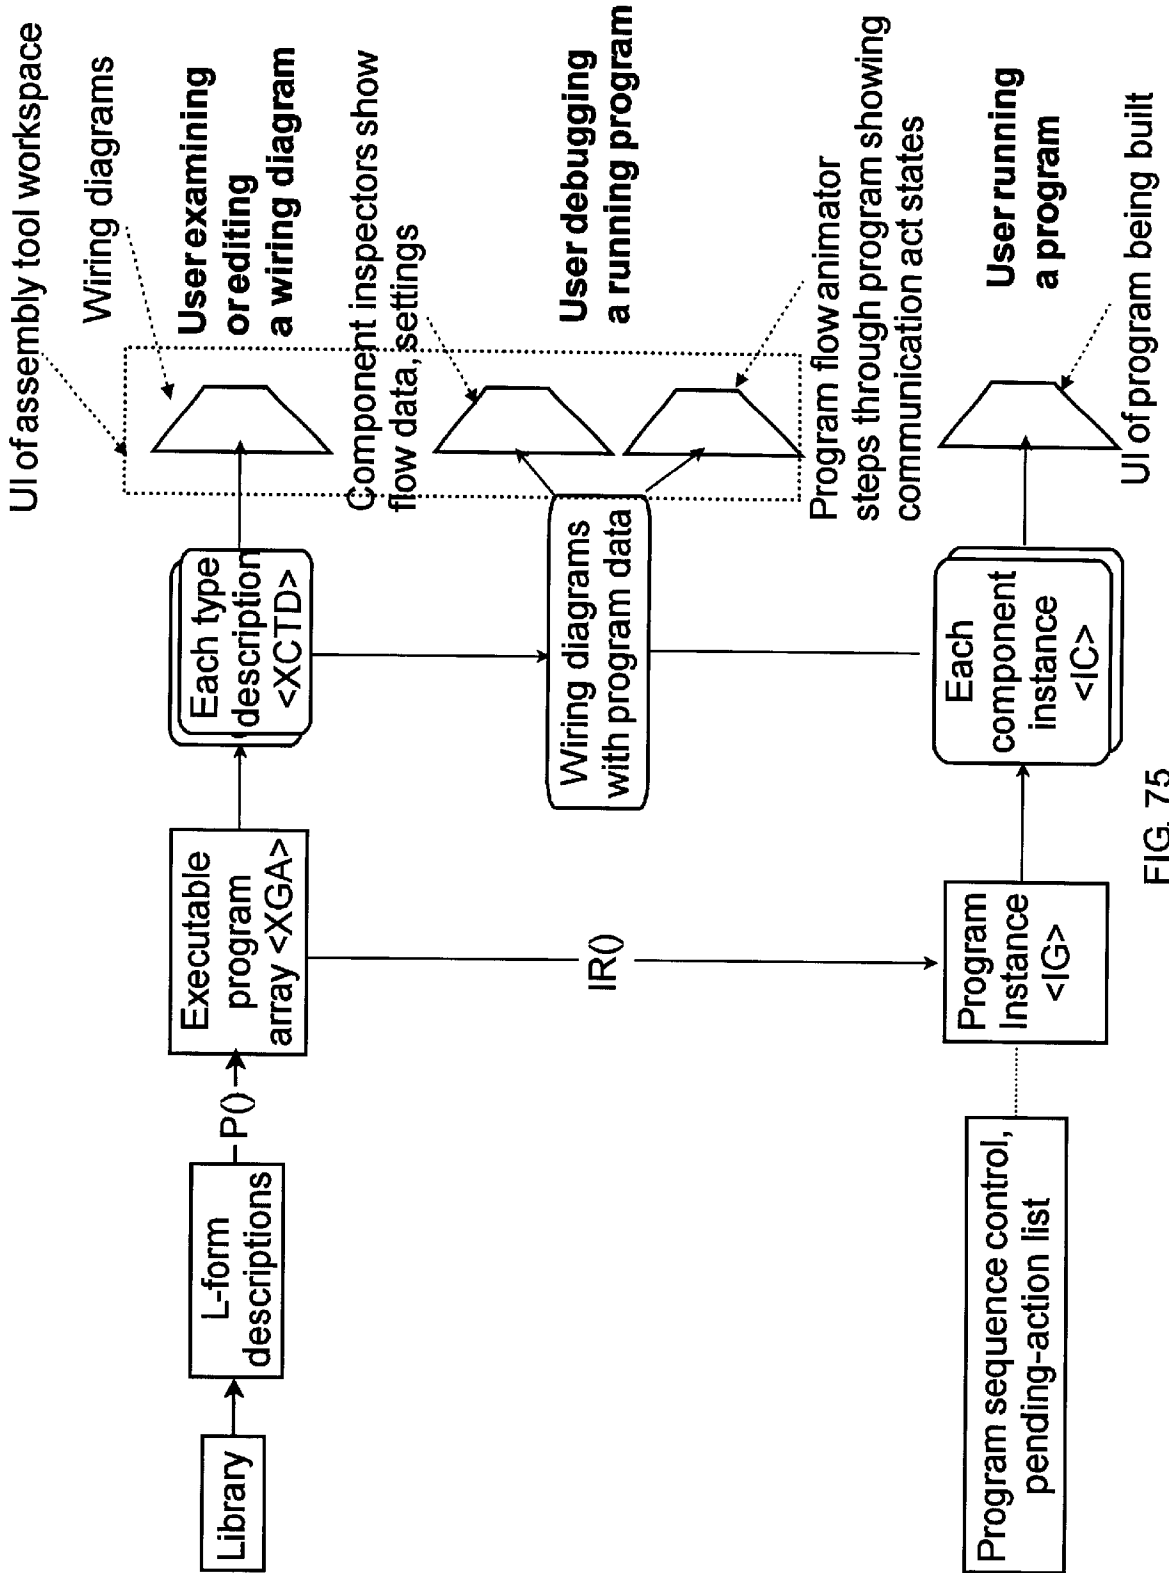 UI of assembly tool workspace
Wiring diagrams
User examining
or editing
a wiring diagram
Component inspectors show
flow data, settings
User debugging
a running program
Program flow animator
steps through program showing
communication act states
User running
a program
UI of program being built
Library
L-form
descriptions
P()
Executable
program
array <XGA>
Each type
description
<XCTD>
Wiring diagrams
with program data
IR()
Program sequence control,
pending-action list
Program
Instance
<IG>
Each
component
instance
<IC>
FIG. 75